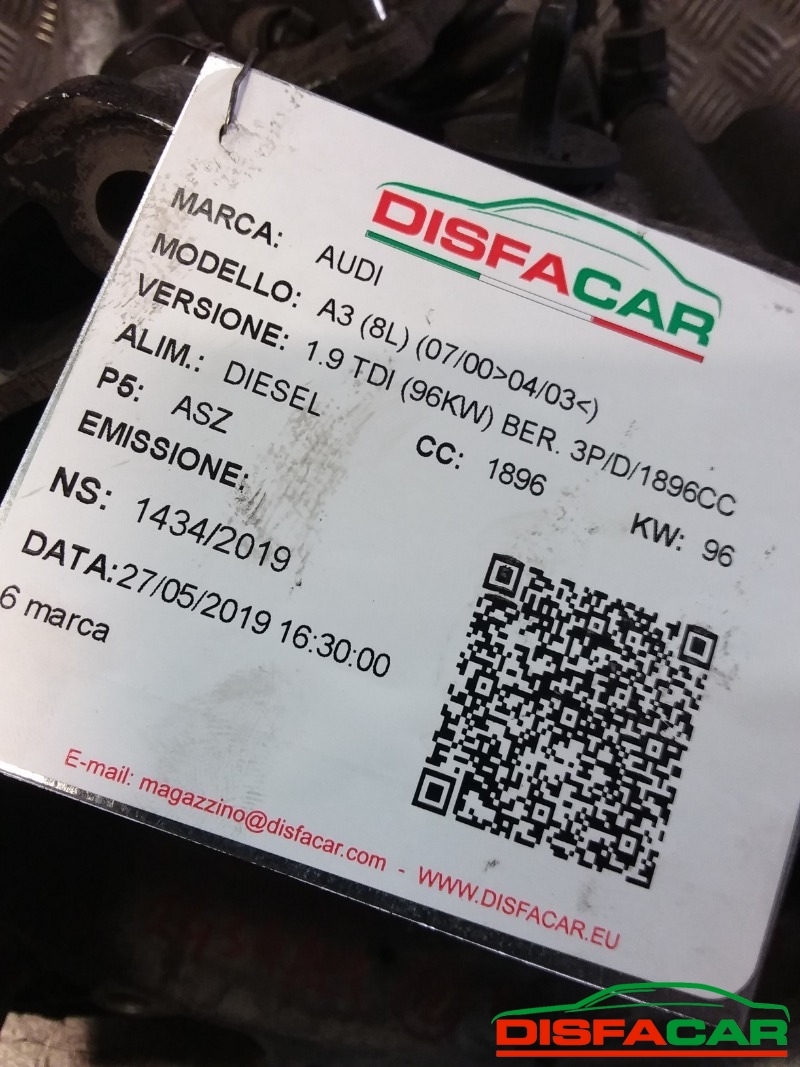 DISFACAR
MARCA: AUDI
MODELLO: A3 (8L) (07/00>04/03<)
VERSIONE: 1.9 TDI (96KW) BER. 3P/D/1896CC
ALIM.: DIESEL CC: 1896 KW: 96
P5: ASZ
EMISSIONE:
NS: 1434/2019
DATA:27/05/2019 16:30:00
6 marca
E-mail: magazzino@disfacar.com - WWW.DISFACAR.EU
DISFACAR